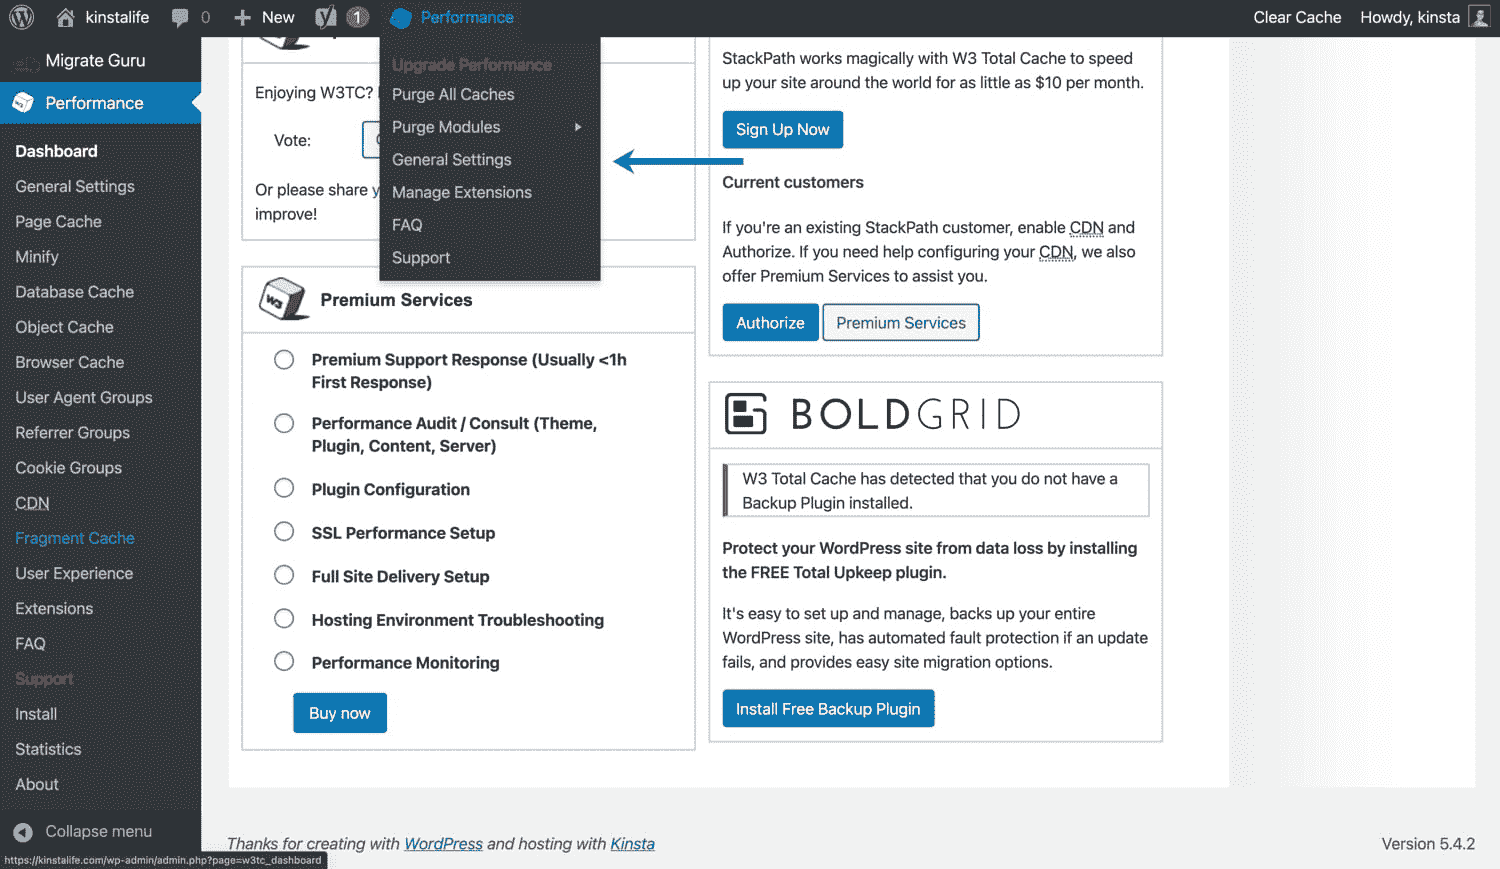 kinstalife 0 New 1 Performance Clear Cache Howdy, kinsta
Migrate Guru
Performance
Dashboard
General Settings
Page Cache
Minify
Database Cache
Object Cache
Browser Cache
User Agent Groups
Referrer Groups
Cookie Groups
CDN
Fragment Cache
User Experience
Extensions
FAQ
Support
Install
Statistics
About
Collapse menu
https://kinstalife.com/wp-admin/admin.php?page=w3tc_dashboard
Upgrade Performance
Purge All Caches
Purge Modules
General Settings
Manage Extensions
FAQ
Support
Enjoying W3TC?
Vote:
Or please share
improve!
W3 Premium Services
Premium Support Response (Usually <1h
First Response)
Performance Audit / Consult (Theme,
Plugin, Content, Server)
Plugin Configuration
SSL Performance Setup
Full Site Delivery Setup
Hosting Environment Troubleshooting
Performance Monitoring
Buy now
StackPath works magically with W3 Total Cache to speed
up your site around the world for as little as $10 per month.
Sign Up Now
Current customers
If you're an existing StackPath customer, enable CDN and
Authorize. If you need help configuring your CDN, we also
offer Premium Services to assist you.
Authorize Premium Services
BOLDGRID
W3 Total Cache has detected that you do not have a
Backup Plugin installed.
Protect your WordPress site from data loss by installing
the FREE Total Upkeep plugin.
It's easy to set up and manage, backs up your entire
WordPress site, has automated fault protection if an update
fails, and provides easy site migration options.
Install Free Backup Plugin
Thanks for creating with WordPress and hosting with Kinsta
Version 5.4.2